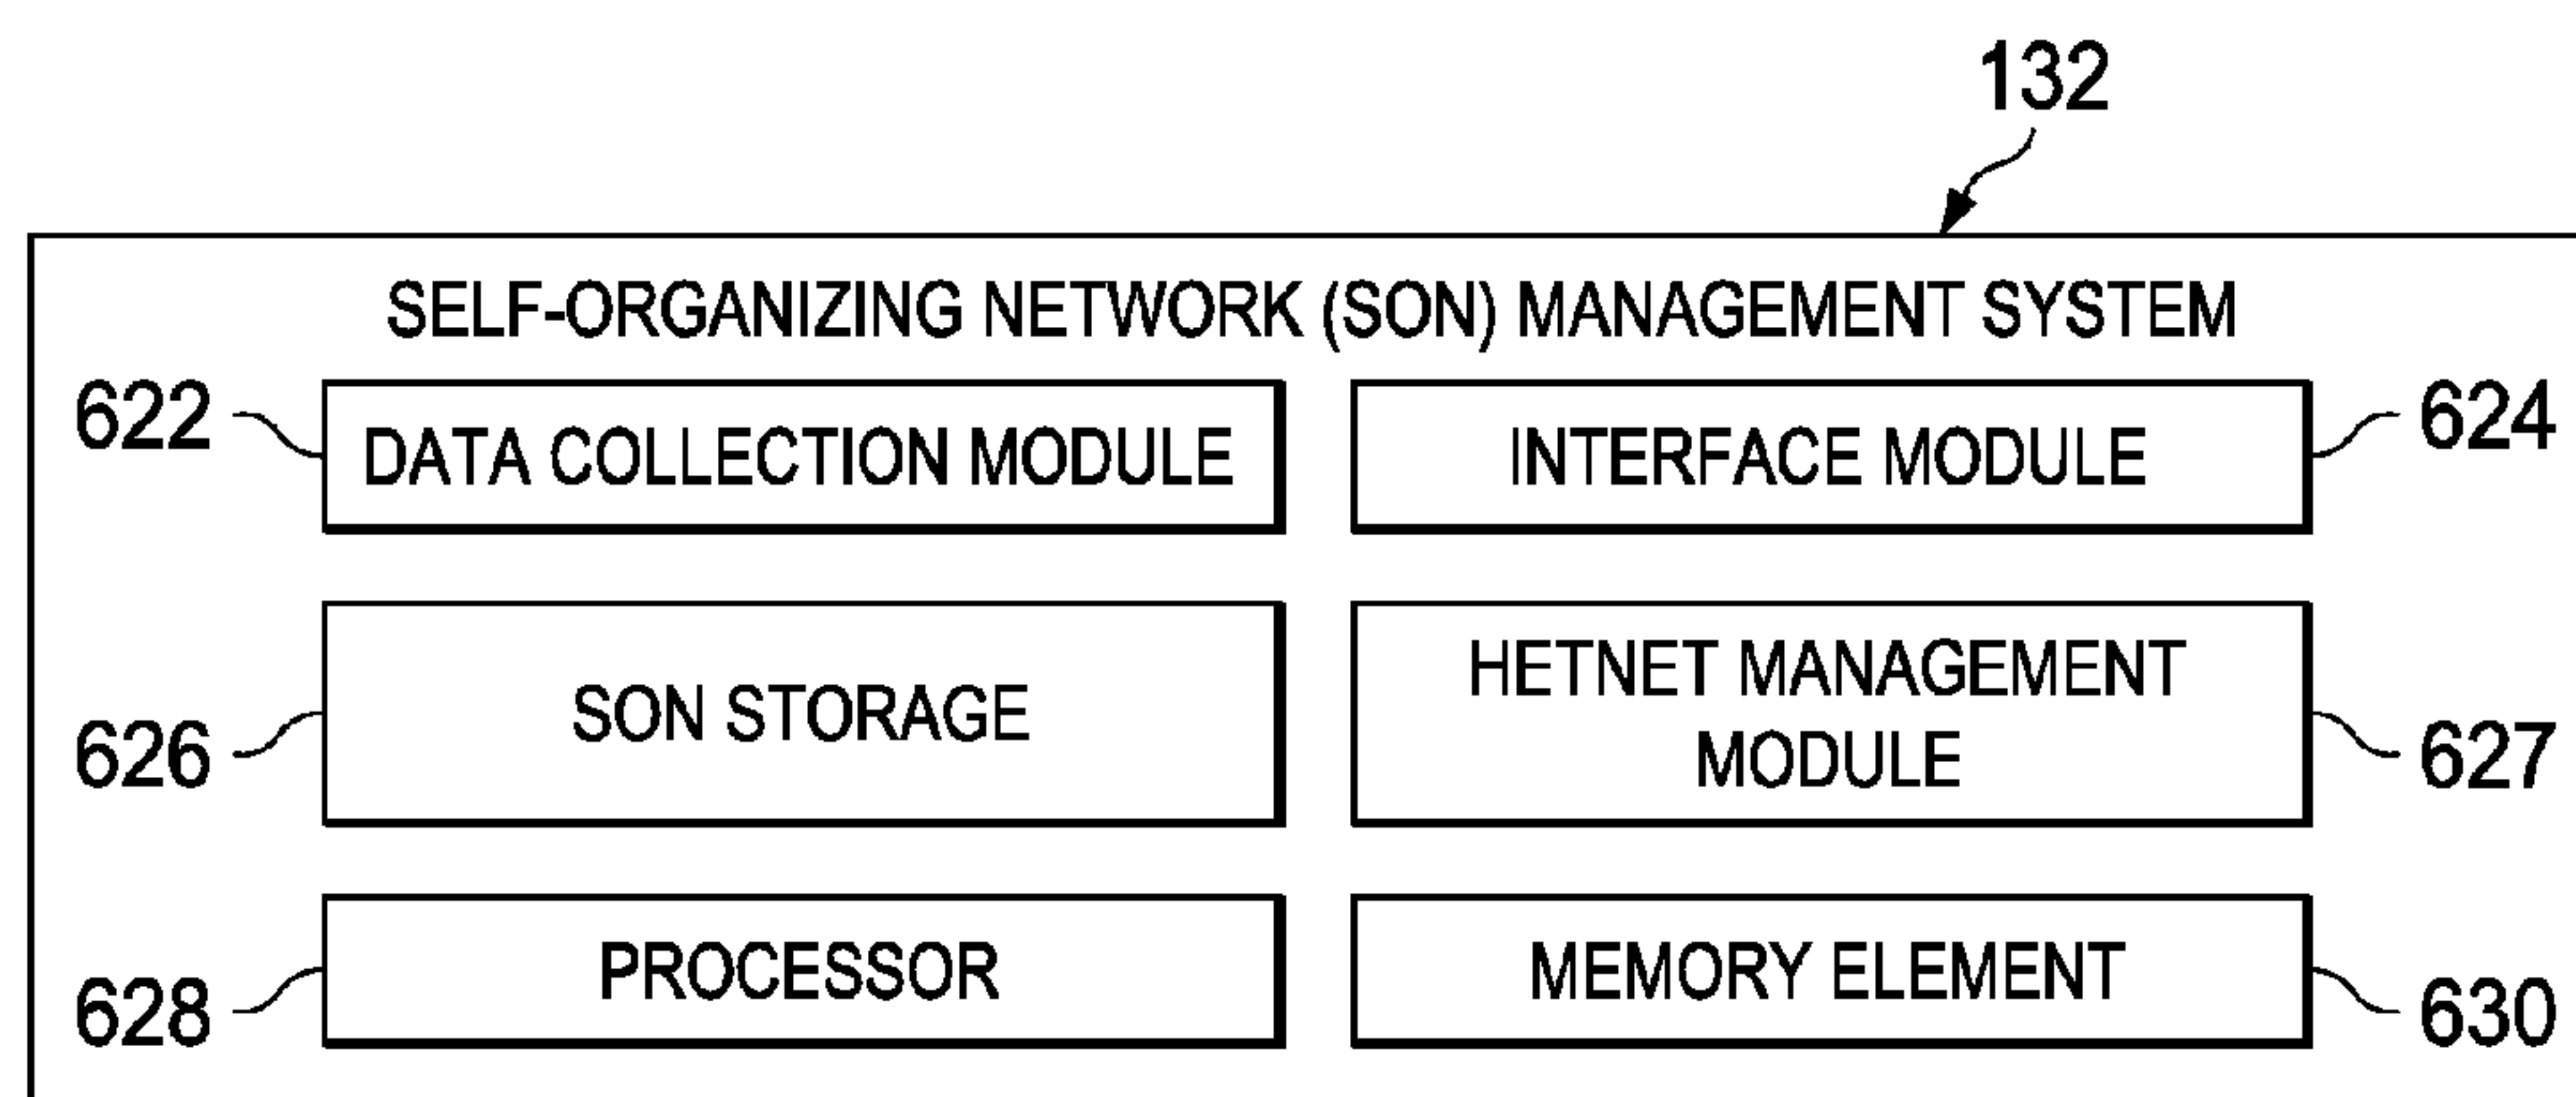 132
SELF-ORGANIZING NETWORK (SON) MANAGEMENT SYSTEM
622 DATA COLLECTION MODULE INTERFACE MODULE 624
626 SON STORAGE HETNET MANAGEMENT MODULE 627
628 PROCESSOR MEMORY ELEMENT 630